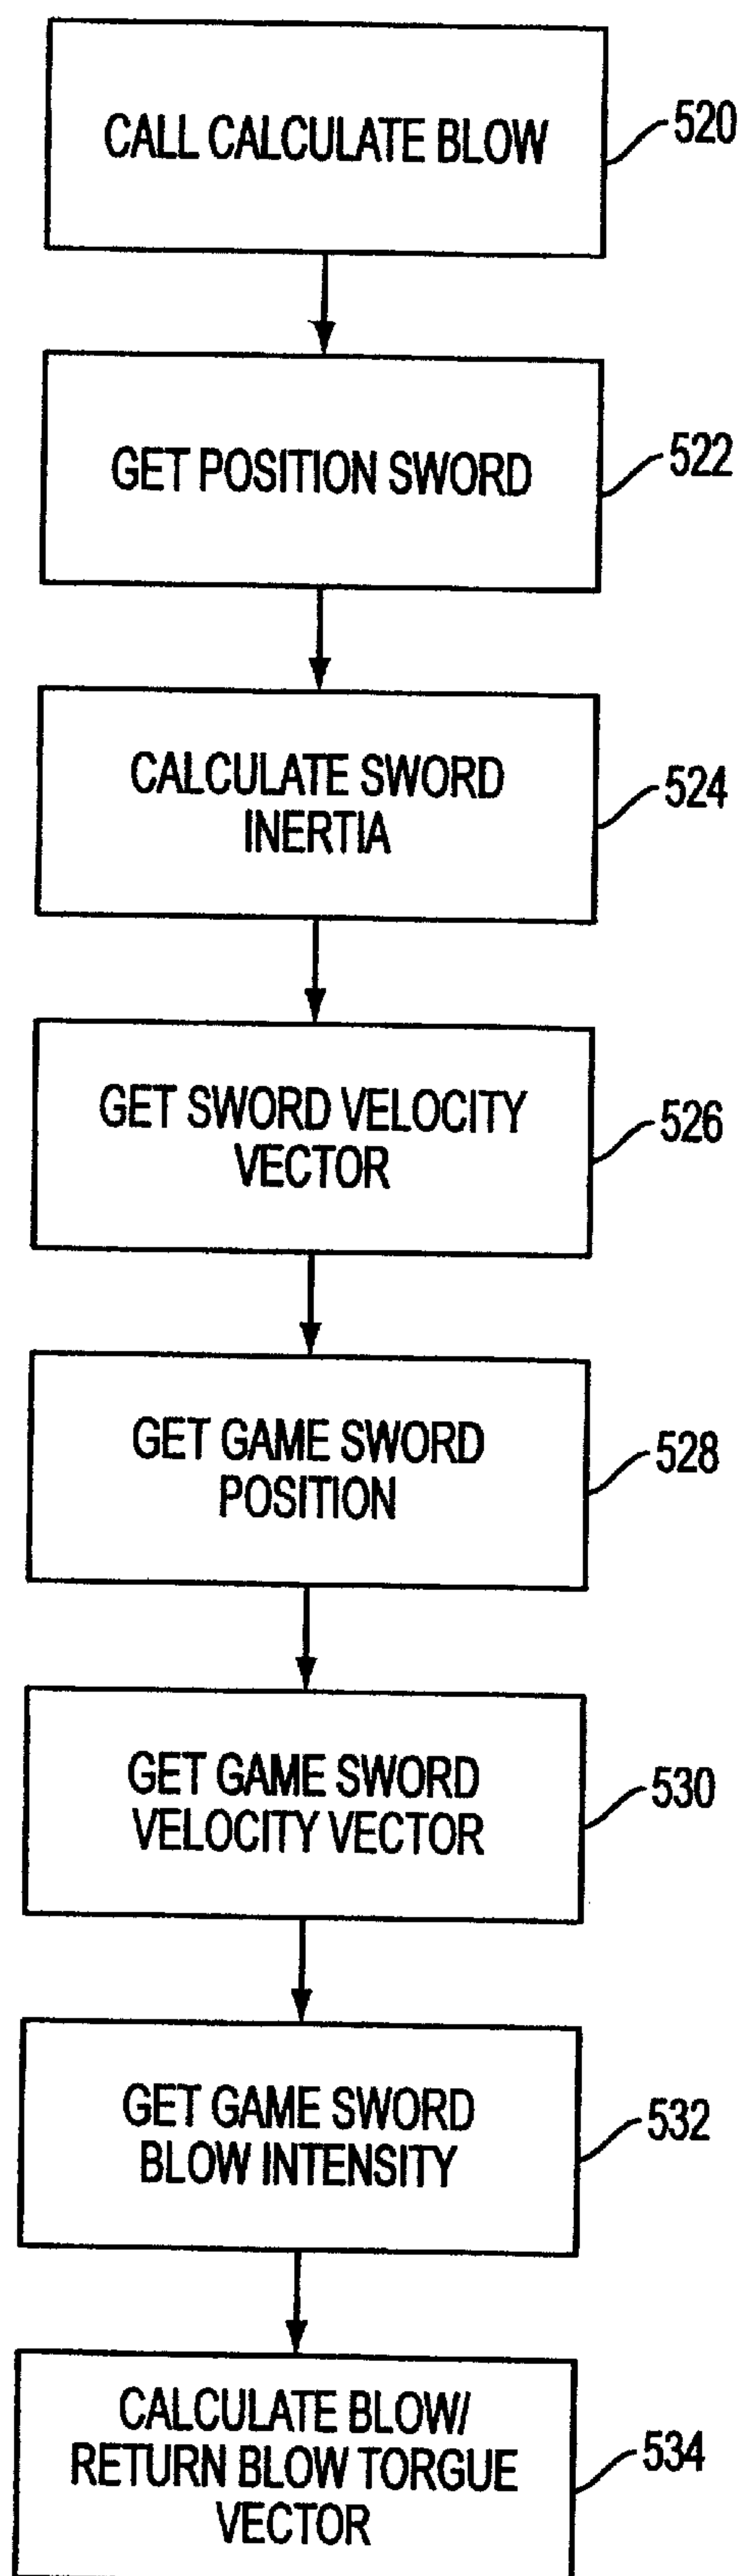 CALL CALCULATE BLOW
520
GET POSITION SWORD
522
CALCULATE SWORD
INERTIA
524
GET SWORD VELOCITY
VECTOR
526
GET GAME SWORD
POSITION
528
GET GAME SWORD
VELOCITY VECTOR
530
GET GAME SWORD
BLOW INTENSITY
532
CALCULATE BLOW/
RETURN BLOW TORGUE
VECTOR
534